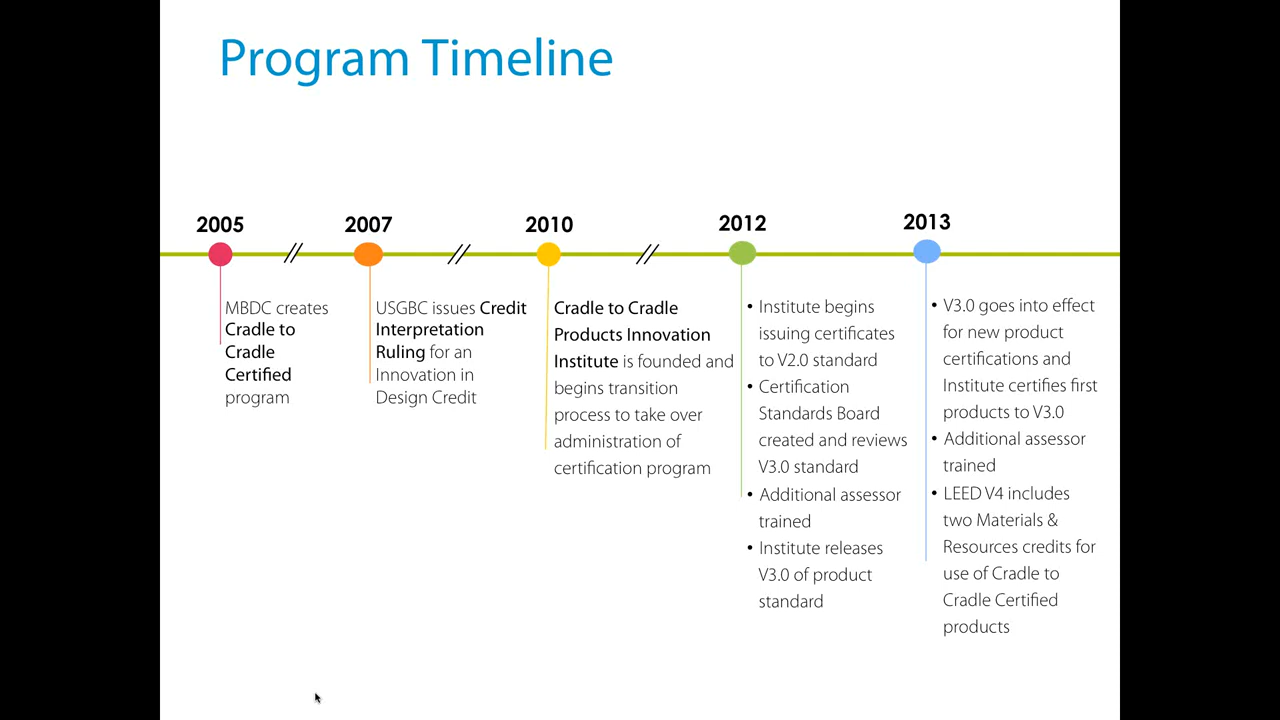 Program Timeline
2005
MBDC creates
Cradle to
Cradle
Certified
program
2007
USGBC issues Credit
Interpretation
Ruling for an
Innovation in
Design Credit
2010
Cradle to Cradle
Products Innovation
Institute is founded and
begins transition
process to take over
administration of
certification program
2012
• Institute begins
issuing certificates
to V2.0 standard
• Certification
Standards Board
created and reviews
V3.0 standard
• Additional assessor
trained
• Institute releases
V3.0 of product
standard
2013
• V3.0 goes into effect
for new product
certifications and
Institute certifies first
products to V3.0
• Additional assessor
trained
• LEED V4 includes
two Materials &
Resources credits for
use of Cradle to
Cradle Certified
products